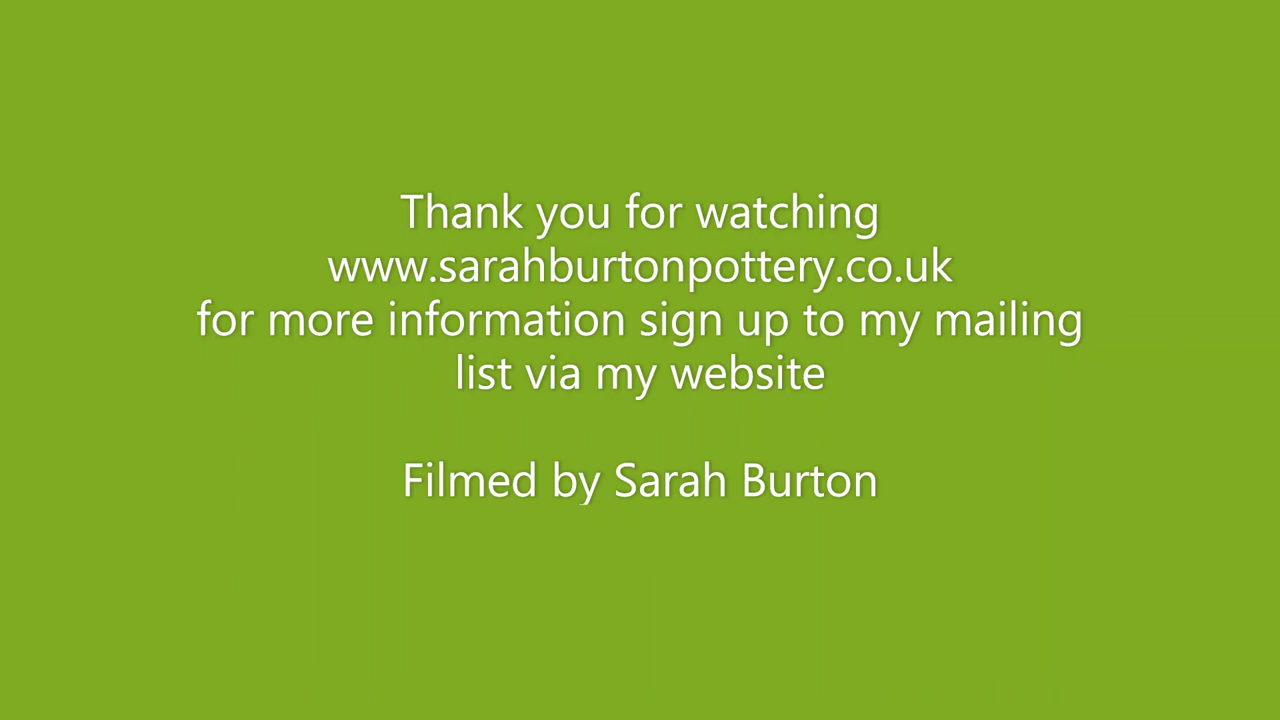 Thank you for watching
www.sarahburtonpottery.co.uk
for more information sign up to my mailing
list via my website
Filmed by Sarah Burton